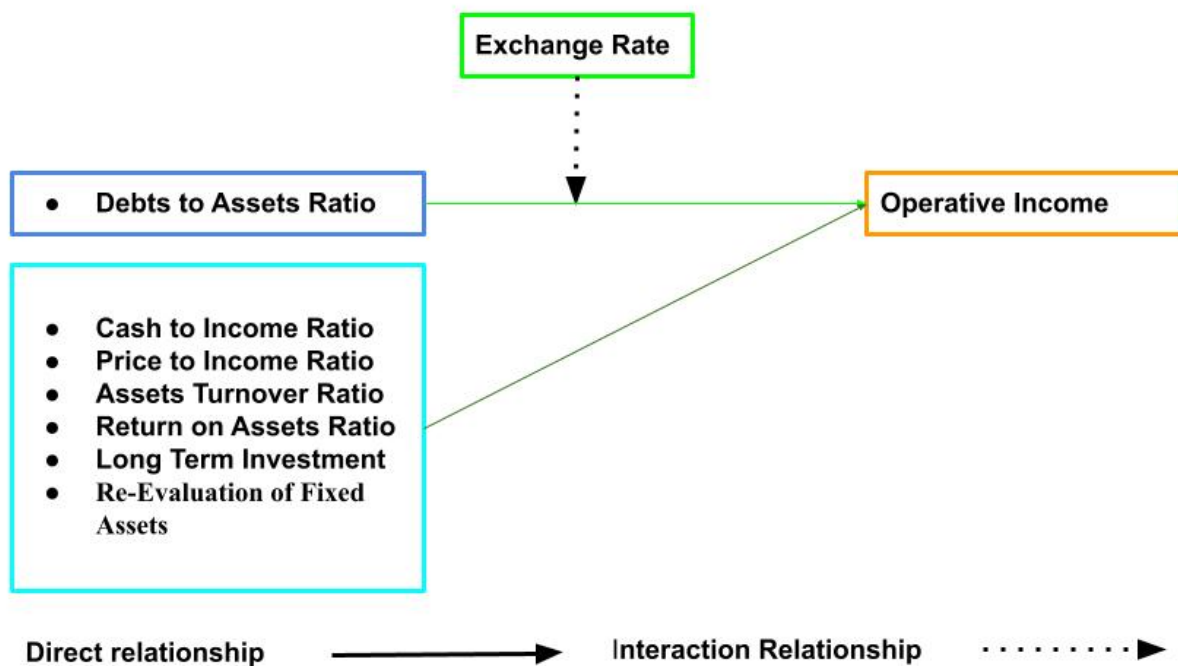 Exchange Rate
● Debts to Assets Ratio
Operative Income
● Cash to Income Ratio
● Price to Income Ratio
● Assets Turnover Ratio
● Return on Assets Ratio
● Long Term Investment
● Re-Evaluation of Fixed
Assets
Direct relationship
Interaction Relationship